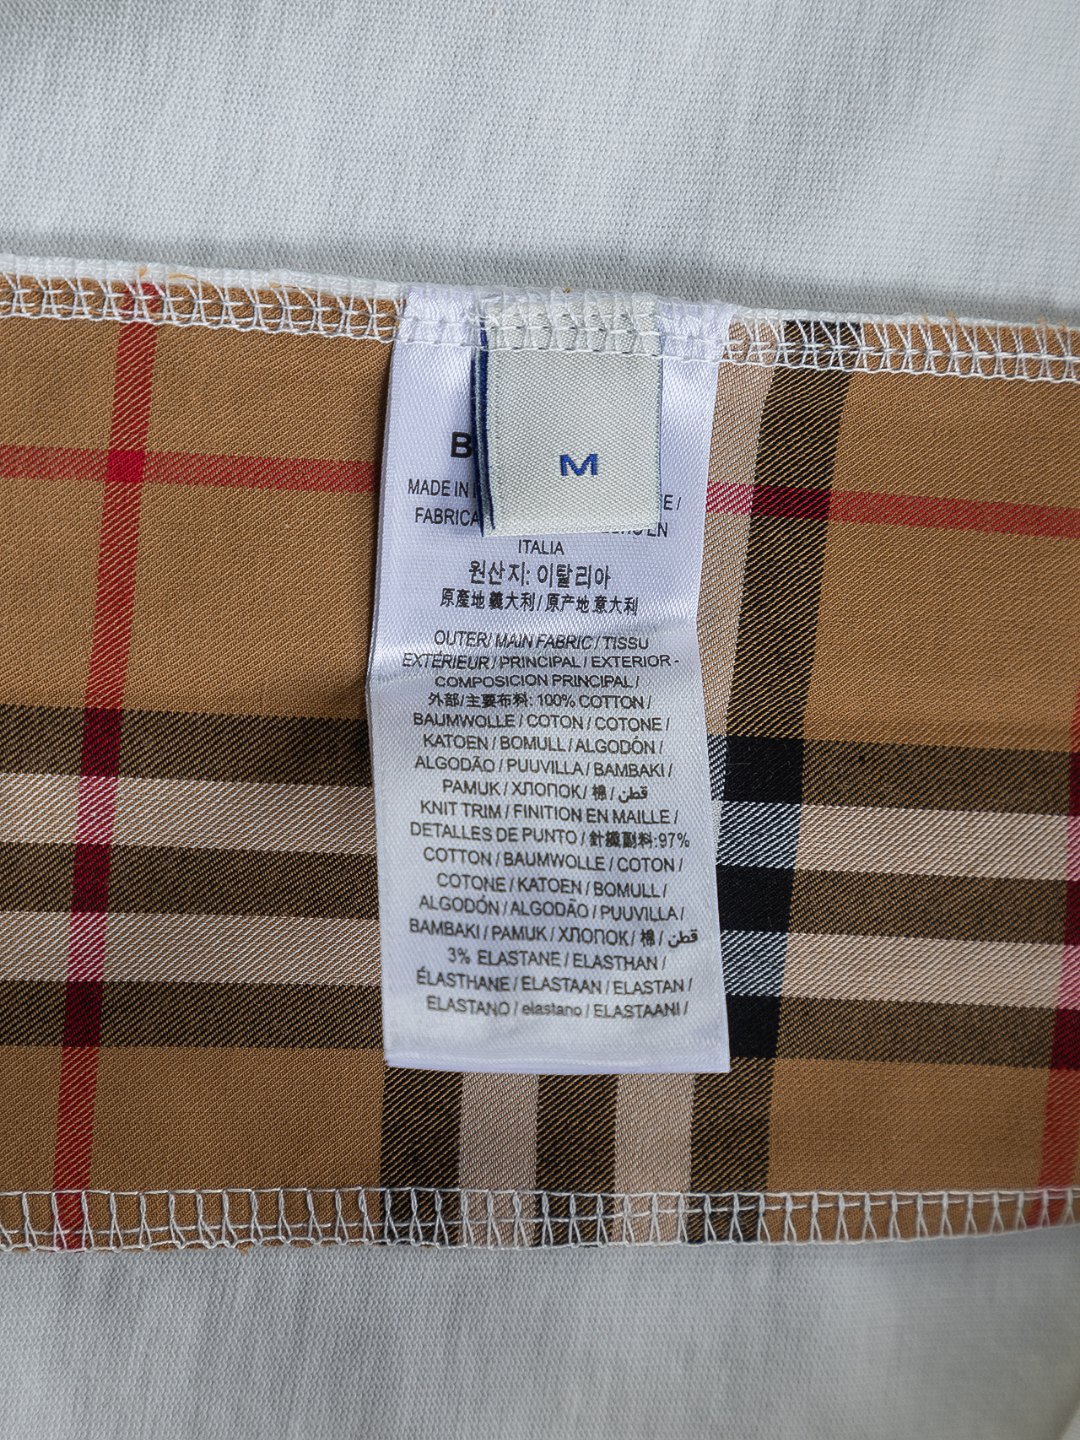 M
B
MADE IN
E /
FABRICA
EN
ITALIA
원산지: 이탈리아
原產地 義大利 / 原产地 意大利
OUTER/ MAIN FABRIC / TISSU
EXTÉRIEUR / PRINCIPAL / EXTERIOR -
COMPOSICION PRINCIPAL /
外部/主要布料: 100% COTTON /
BAUMWOLLE / COTON / COTONE /
KATOEN / BOMULL / ALGODÓN /
ALGODÃO / PUUVILLA / BAMBAKI /
PAMUK / ХЛОПОК / 棉 / قطن
KNIT TRIM / FINITION EN MAILLE /
DETALLES DE PUNTO / 針織副料:97%
COTTON / BAUMWOLLE / COTON /
COTONE / KATOEN / BOMULL /
ALGODÓN / ALGODÃO / PUUVILLA /
BAMBAKI / PAMUK / ХЛОПОК / 棉 / قطن
3% ELASTANE / ELASTHAN /
ÉLASTHANE / ELASTAAN / ELASTAN /
ELASTANO / elastano / ELASTAANI /